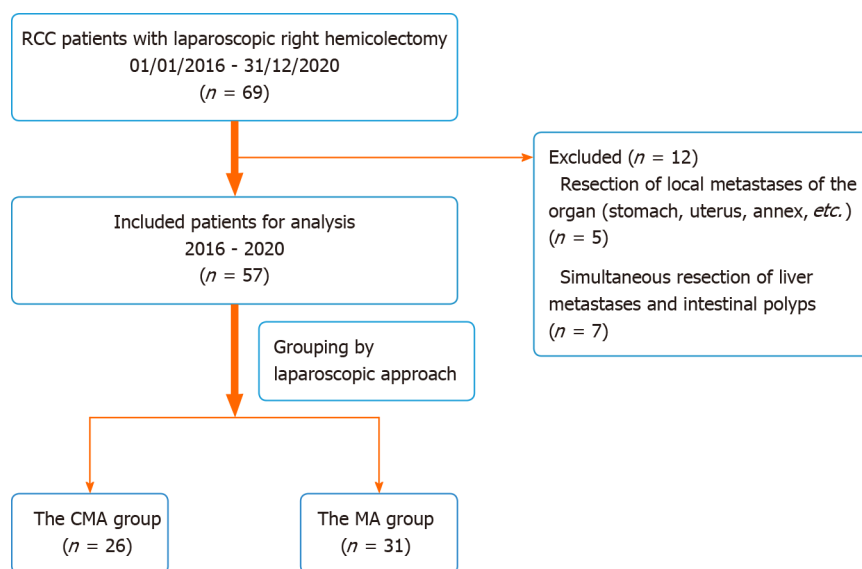 RCC patients with laparoscopic right hemicolectomy
01/01/2016 - 31/12/2020
(n = 69)
Excluded (n = 12)
Resection of local metastases of the
organ (stomach, uterus, annex, etc.)
(n = 5)
Simultaneous resection of liver
metastases and intestinal polyps
(n = 7)
Included patients for analysis
2016 - 2020
(n = 57)
Grouping by
laparoscopic approach
The CMA group
(n = 26)
The MA group
(n = 31)